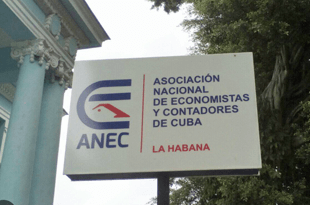 ASOCIACIÓN
NACIONAL
DE ECONOMISTAS
Y CONTADORES
DE CUBA
ANEC
LA HABANA